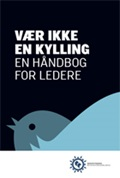 VÆR IKKE
EN KYLLING
EN HÅNDBOG
FOR LEDERE